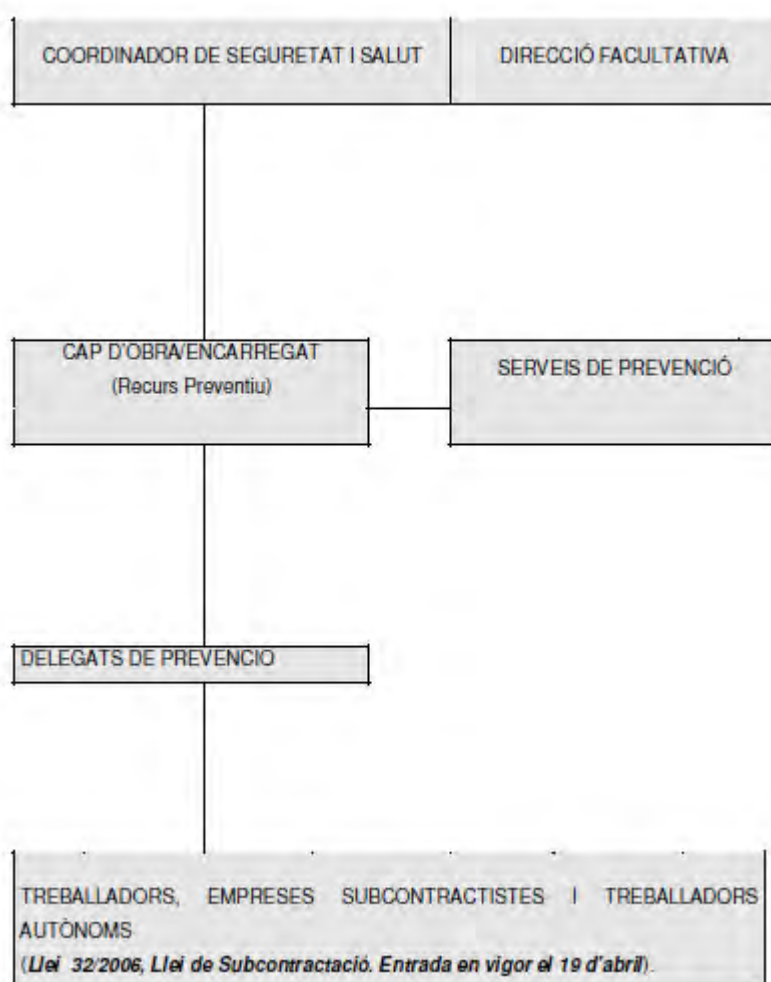 COORDINADOR DE SEGURETAT I SALUT
DIRECCIÓ FACULTATIVA
CAP D'OBRA/ENCARREGAT
(Recurs Preventiu)
SERVEIS DE PREVENCIÓ
DELEGATS DE PREVENCIO
TREBALLADORS, EMPRESES SUBCONTRACTISTES I TREBALLADORS
AUTÒNOMS
(Llei 32/2006, Llei de Subcontractació. Entrada en vigor el 19 d'abril).